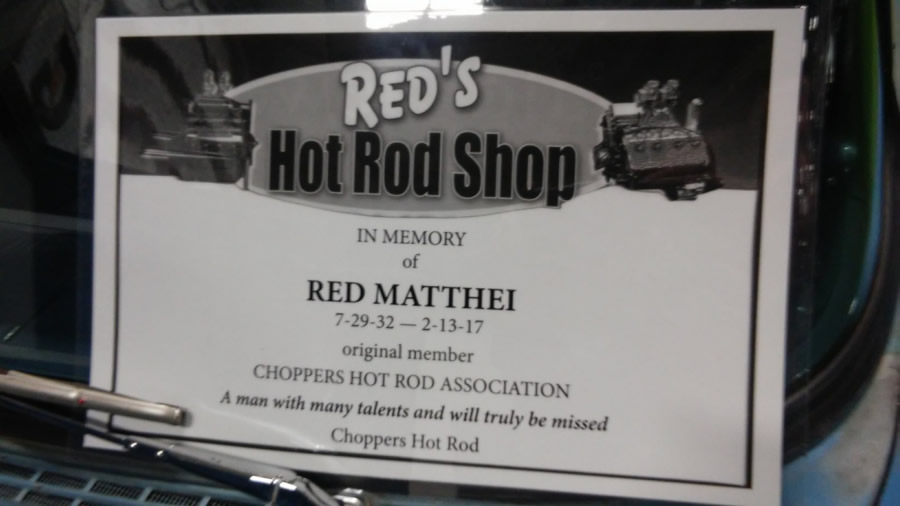 RED'S
Hot Rod Shop
IN MEMORY
of
RED MATTHEI
7-29-32 — 2-13-17
original member
CHOPPERS HOT ROD ASSOCIATION
A man with many talents and will truly be missed
Choppers Hot Rod